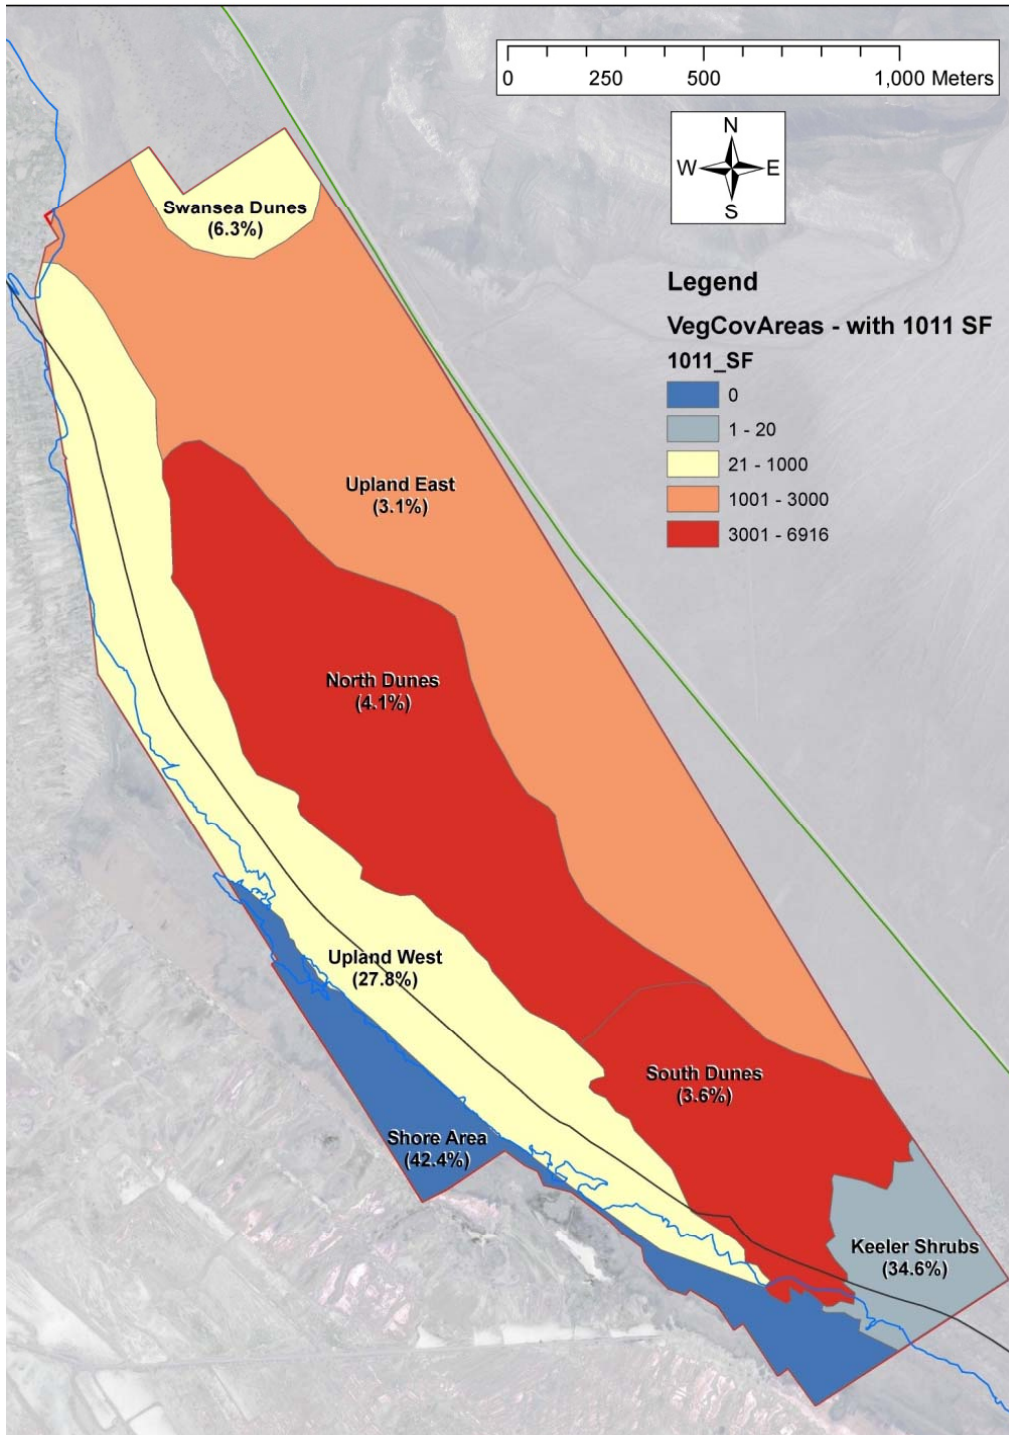 0 250 500 1,000 Meters
N
W E
S
Swansea Dunes
(6.3%)
Legend
VegCovAreas - with 1011 SF
1011_SF
0
1 - 20
21 - 1000
1001 - 3000
3001 - 6916
Upland East
(3.1%)
North Dunes
(4.1%)
Upland West
(27.8%)
South Dunes
(3.6%)
Shore Area
(42.4%)
Keeler Shrubs
(34.6%)